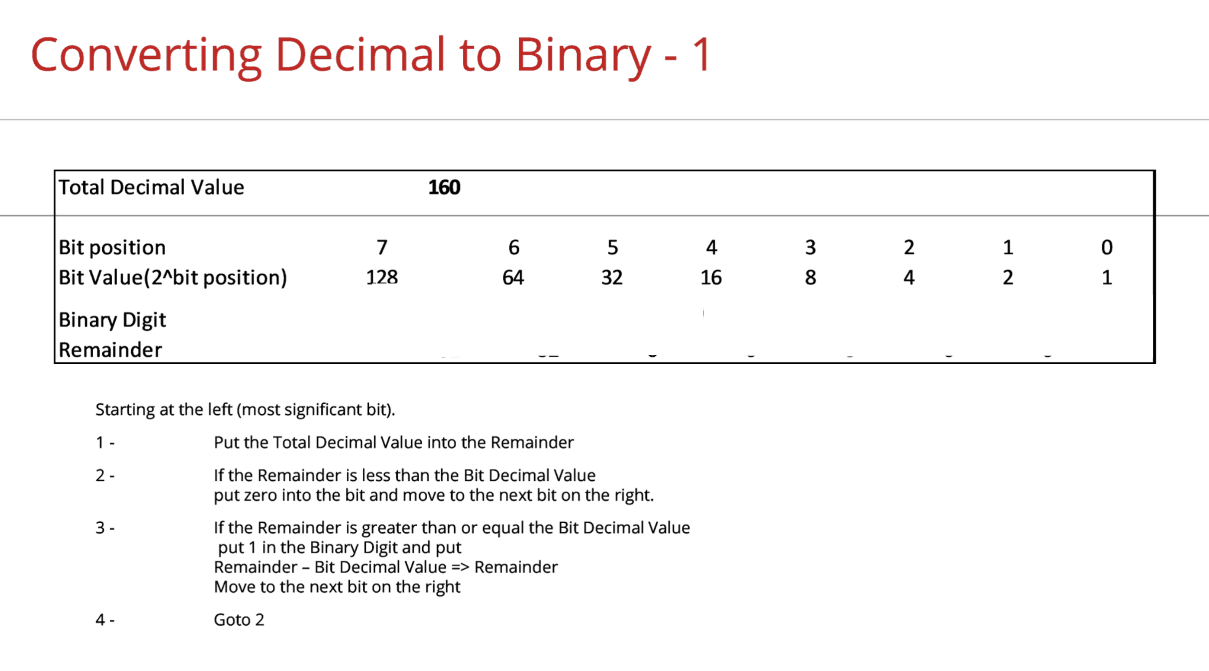 Converting Decimal to Binary - 1
Total Decimal Value 160
Bit position 7 6 5 4 3 2 1 0
Bit Value(2^bit position) 128 64 32 16 8 4 2 1
Binary Digit
Remainder
Starting at the left (most significant bit).
1 - Put the Total Decimal Value into the Remainder
2 - If the Remainder is less than the Bit Decimal Value
put zero into the bit and move to the next bit on the right.
3 - If the Remainder is greater than or equal the Bit Decimal Value
put 1 in the Binary Digit and put
Remainder – Bit Decimal Value => Remainder
Move to the next bit on the right
4 - Goto 2